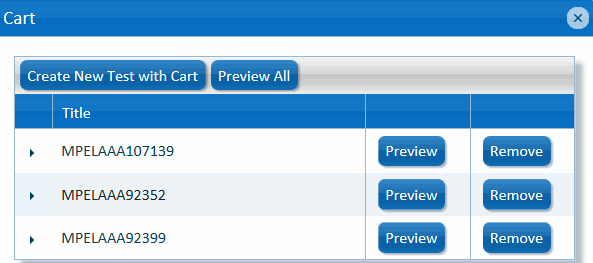 Cart
Create New Test with Cart Preview All
Title
MPELAAA107139 Preview Remove
MPELAAA92352 Preview Remove
MPELAAA92399 Preview Remove